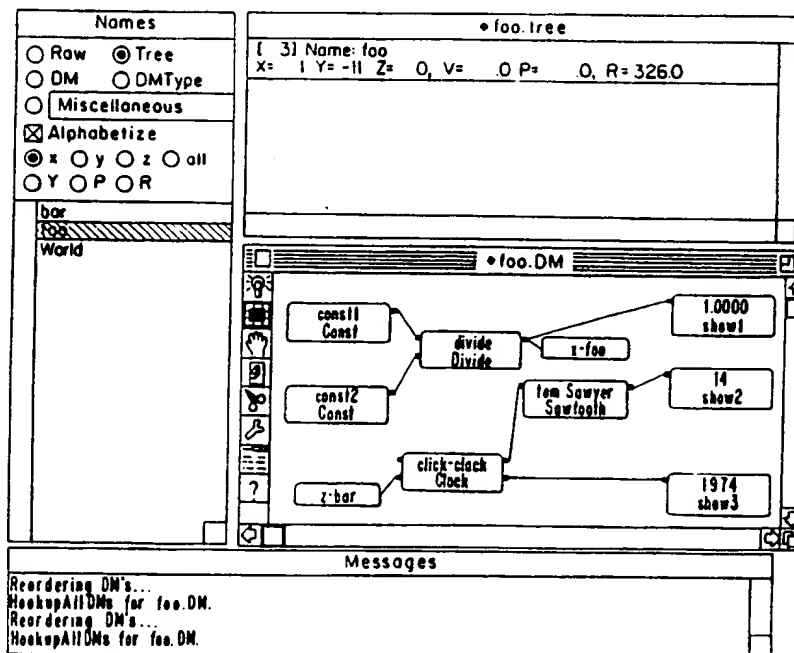 Names
Raw Tree
DM DMType
Miscellaneous
Alphabetize
x y z all
Y P R
bar
foo
World
foo.tree
[ 3] Name: foo
X= 1 Y= -11 Z= 0, V= .0 P= .0, R= 326.0
foo.DM
const1
Const
const2
Const
divide
Divide
x-foo
1.0000
show1
tom Sawyer
Sawtooth
14
show2
click-clack
Clock
z-bar
1974
show3
?
Messages
Reordering DM's...
HookupAllDMs for foo.DM.
Reordering DM's...
HookupAllDMs for foo.DM.